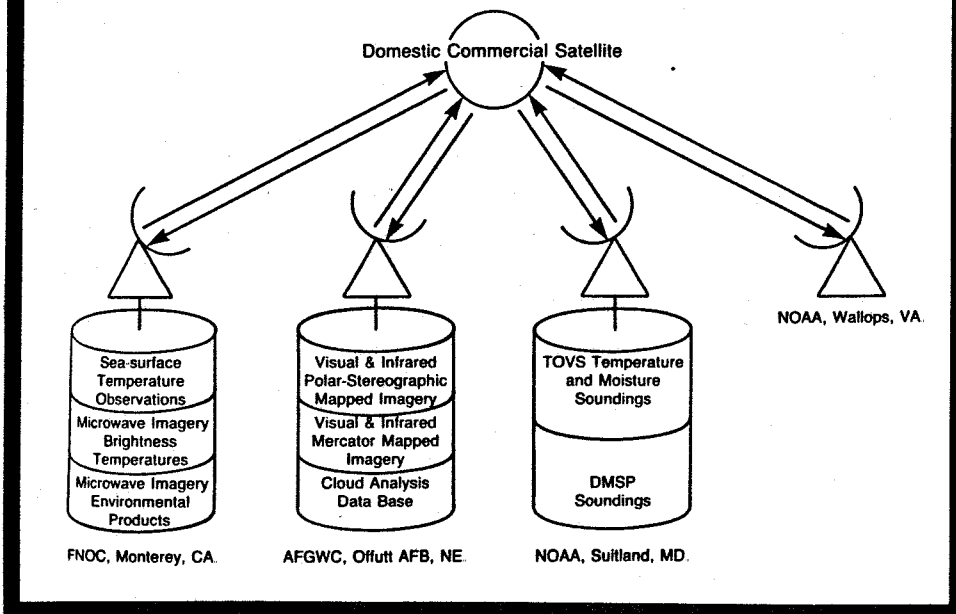 Domestic Commercial Satellite
NOAA, Wallops, VA.
Sea-surface
Temperature
Observations
Microwave Imagery
Brightness
Temperatures
Microwave Imagery
Environmental
Products
FNOC, Monterey, CA.
Visual & Infrared
Polar-Stereographic
Mapped Imagery
Visual & Infrared
Mercator Mapped
Imagery
Cloud Analysis
Data Base
AFGWC, Offutt AFB, NE.
TOVS Temperature
and Moisture
Soundings
DMSP
Soundings
NOAA, Suitland, MD.